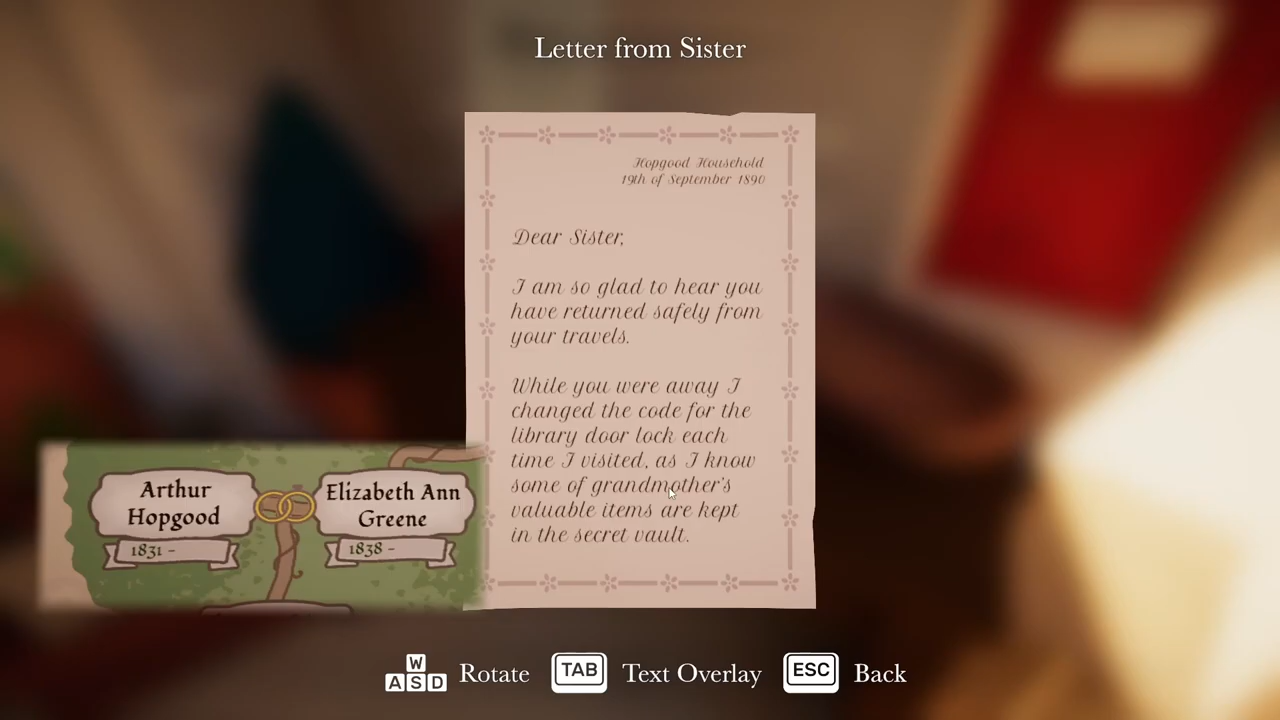 Letter from Sister
Hopgood Household
19th of September 1890
Dear Sister,
I am so glad to hear you
have returned safely from
your travels.
While you were away I
changed the code for the
library door lock each
time I visited, as I know
some of grandmother's
valuable items are kept
in the secret vault.
Arthur
Hopgood
1831 -
Elizabeth Ann
Greene
1838 -
W
A S D Rotate
TAB Text Overlay
ESC Back